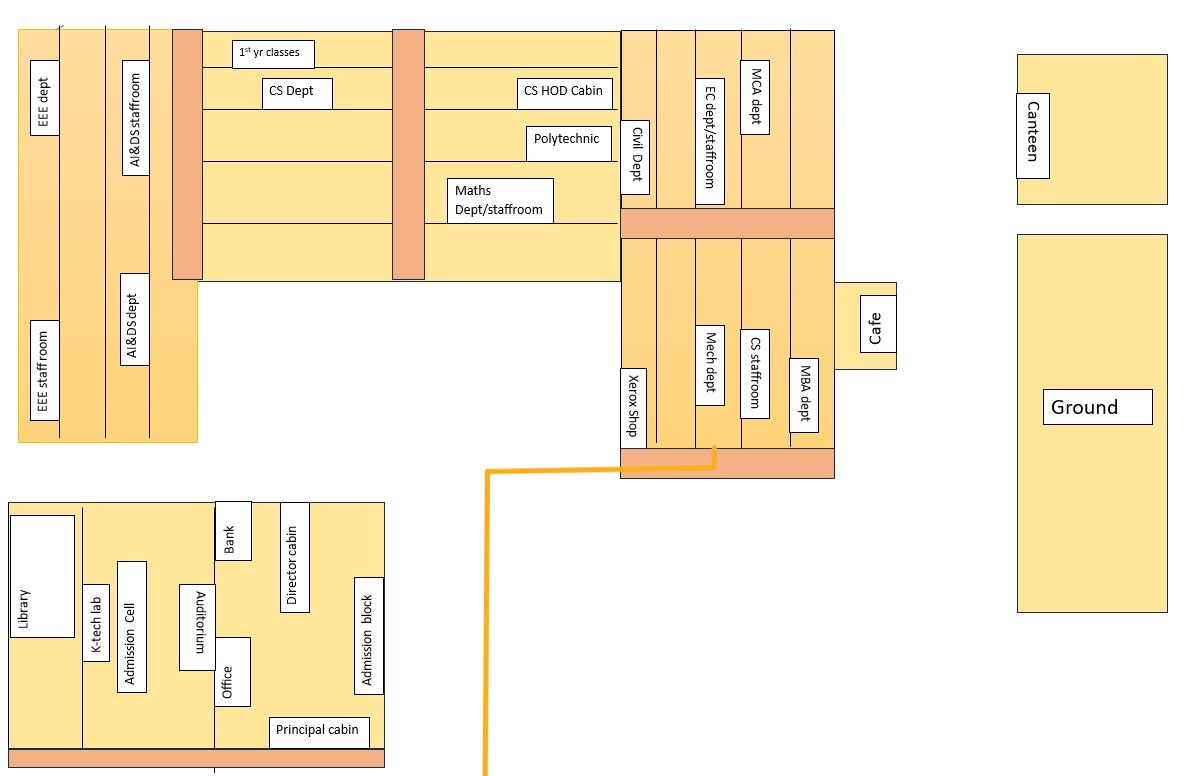 1st yr classes
CS Dept
CS HOD Cabin
Polytechnic
Maths
Dept/staffroom
EEE dept
AI&DS staffroom
EEE staff room
AI&DS dept
Civil Dept
EC dept/staffroom
MCA dept
Xerox Shop
Mech dept
CS staffroom
MBA dept
Cafe
Canteen
Ground
Library
K-tech lab
Admission Cell
Auditorium
Bank
Office
Director cabin
Admission block
Principal cabin